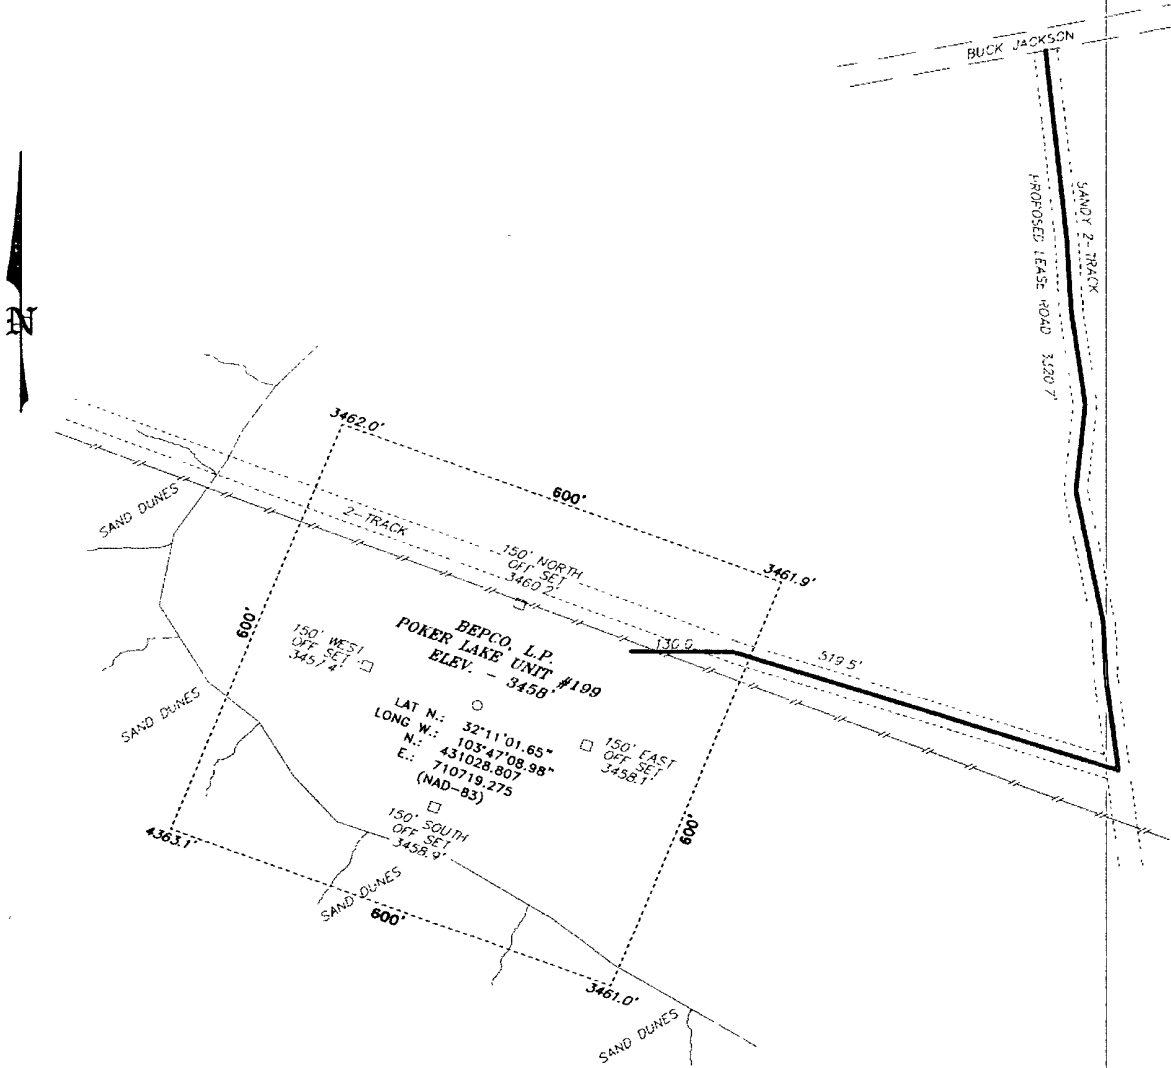 BUCK JACKSON
SANDY 2-TRACK
PROPOSED LEASE ROAD 3520.7'
N
3462.0'
600'
2-TRACK
SAND DUNES
150' NORTH
OFF SET
3460.2'
3461.9'
600'
150' WEST
OFF SET
3457.4'
BEPCO, L.P.
POKER LAKE UNIT #199
ELEV. - 3458'
519.5'
SAND DUNES
LAT N.: 32°11'01.65"
LONG W.: 103°47'08.98"
N.: 431028.807
E.: 710719.275
(NAD-83)
150' EAST
OFF SET
3458.1'
150' SOUTH
OFF SET
3458.9'
4363.1'
600'
SAND DUNES
600'
3461.0'
SAND DUNES